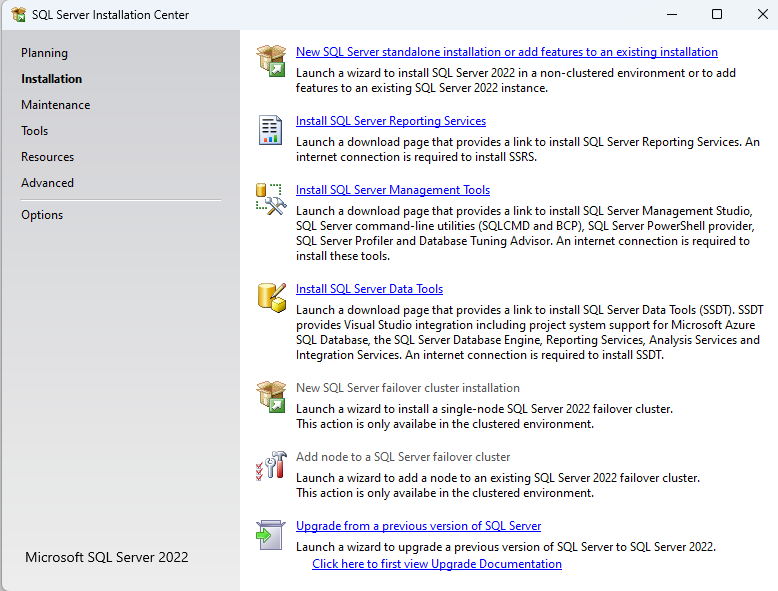 SQL Server Installation Center
Planning
Installation
Maintenance
Tools
Resources
Advanced
Options
Microsoft SQL Server 2022
New SQL Server standalone installation or add features to an existing installation
Launch a wizard to install SQL Server 2022 in a non-clustered environment or to add
features to an existing SQL Server 2022 instance.
Install SQL Server Reporting Services
Launch a download page that provides a link to install SQL Server Reporting Services. An
internet connection is required to install SSRS.
Install SQL Server Management Tools
Launch a download page that provides a link to install SQL Server Management Studio,
SQL Server command-line utilities (SQLCMD and BCP), SQL Server PowerShell provider,
SQL Server Profiler and Database Tuning Advisor. An internet connection is required to
install these tools.
Install SQL Server Data Tools
Launch a download page that provides a link to install SQL Server Data Tools (SSDT). SSDT
provides Visual Studio integration including project system support for Microsoft Azure
SQL Database, the SQL Server Database Engine, Reporting Services, Analysis Services and
Integration Services. An internet connection is required to install SSDT.
New SQL Server failover cluster installation
Launch a wizard to install a single-node SQL Server 2022 failover cluster.
This action is only availabe in the clustered environment.
Add node to a SQL Server failover cluster
Launch a wizard to add a node to an existing SQL Server 2022 failover cluster.
This action is only availabe in the clustered environment.
Upgrade from a previous version of SQL Server
Launch a wizard to upgrade a previous version of SQL Server to SQL Server 2022.
Click here to first view Upgrade Documentation